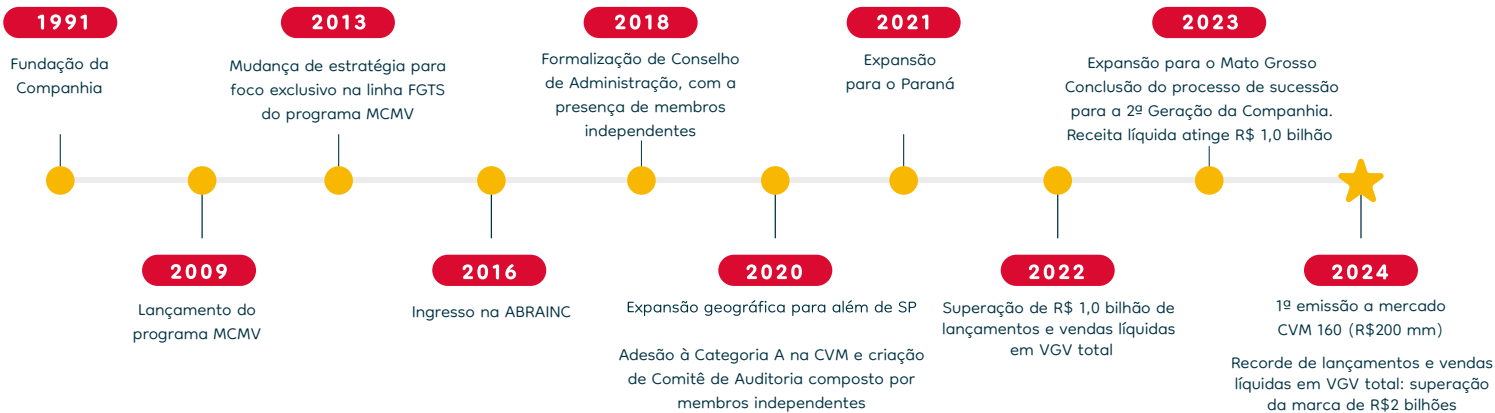 1991
Fundação da
Companhia
2009
Lançamento do
programa MCMV
2013
Mudança de estratégia para
foco exclusivo na linha FGTS
do programa MCMV
2016
Ingresso na ABRAINC
2018
Formalização de Conselho
de Administração, com a
presença de membros
independentes
2020
Expansão geográfica para além de SP
Adesão à Categoria A na CVM e criação
de Comitê de Auditoria composto por
membros independentes
2021
Expansão
para o Paraná
2022
Superação de R$ 1,0 bilhão de
lançamentos e vendas líquidas
em VGV total
2023
Expansão para o Mato Grosso
Conclusão do processo de sucessão
para a 2ª Geração da Companhia.
Receita líquida atinge R$ 1,0 bilhão
2024
1ª emissão a mercado
CVM 160 (R$200 mm)
Recorde de lançamentos e vendas
líquidas em VGV total: superação
da marca de R$2 bilhões